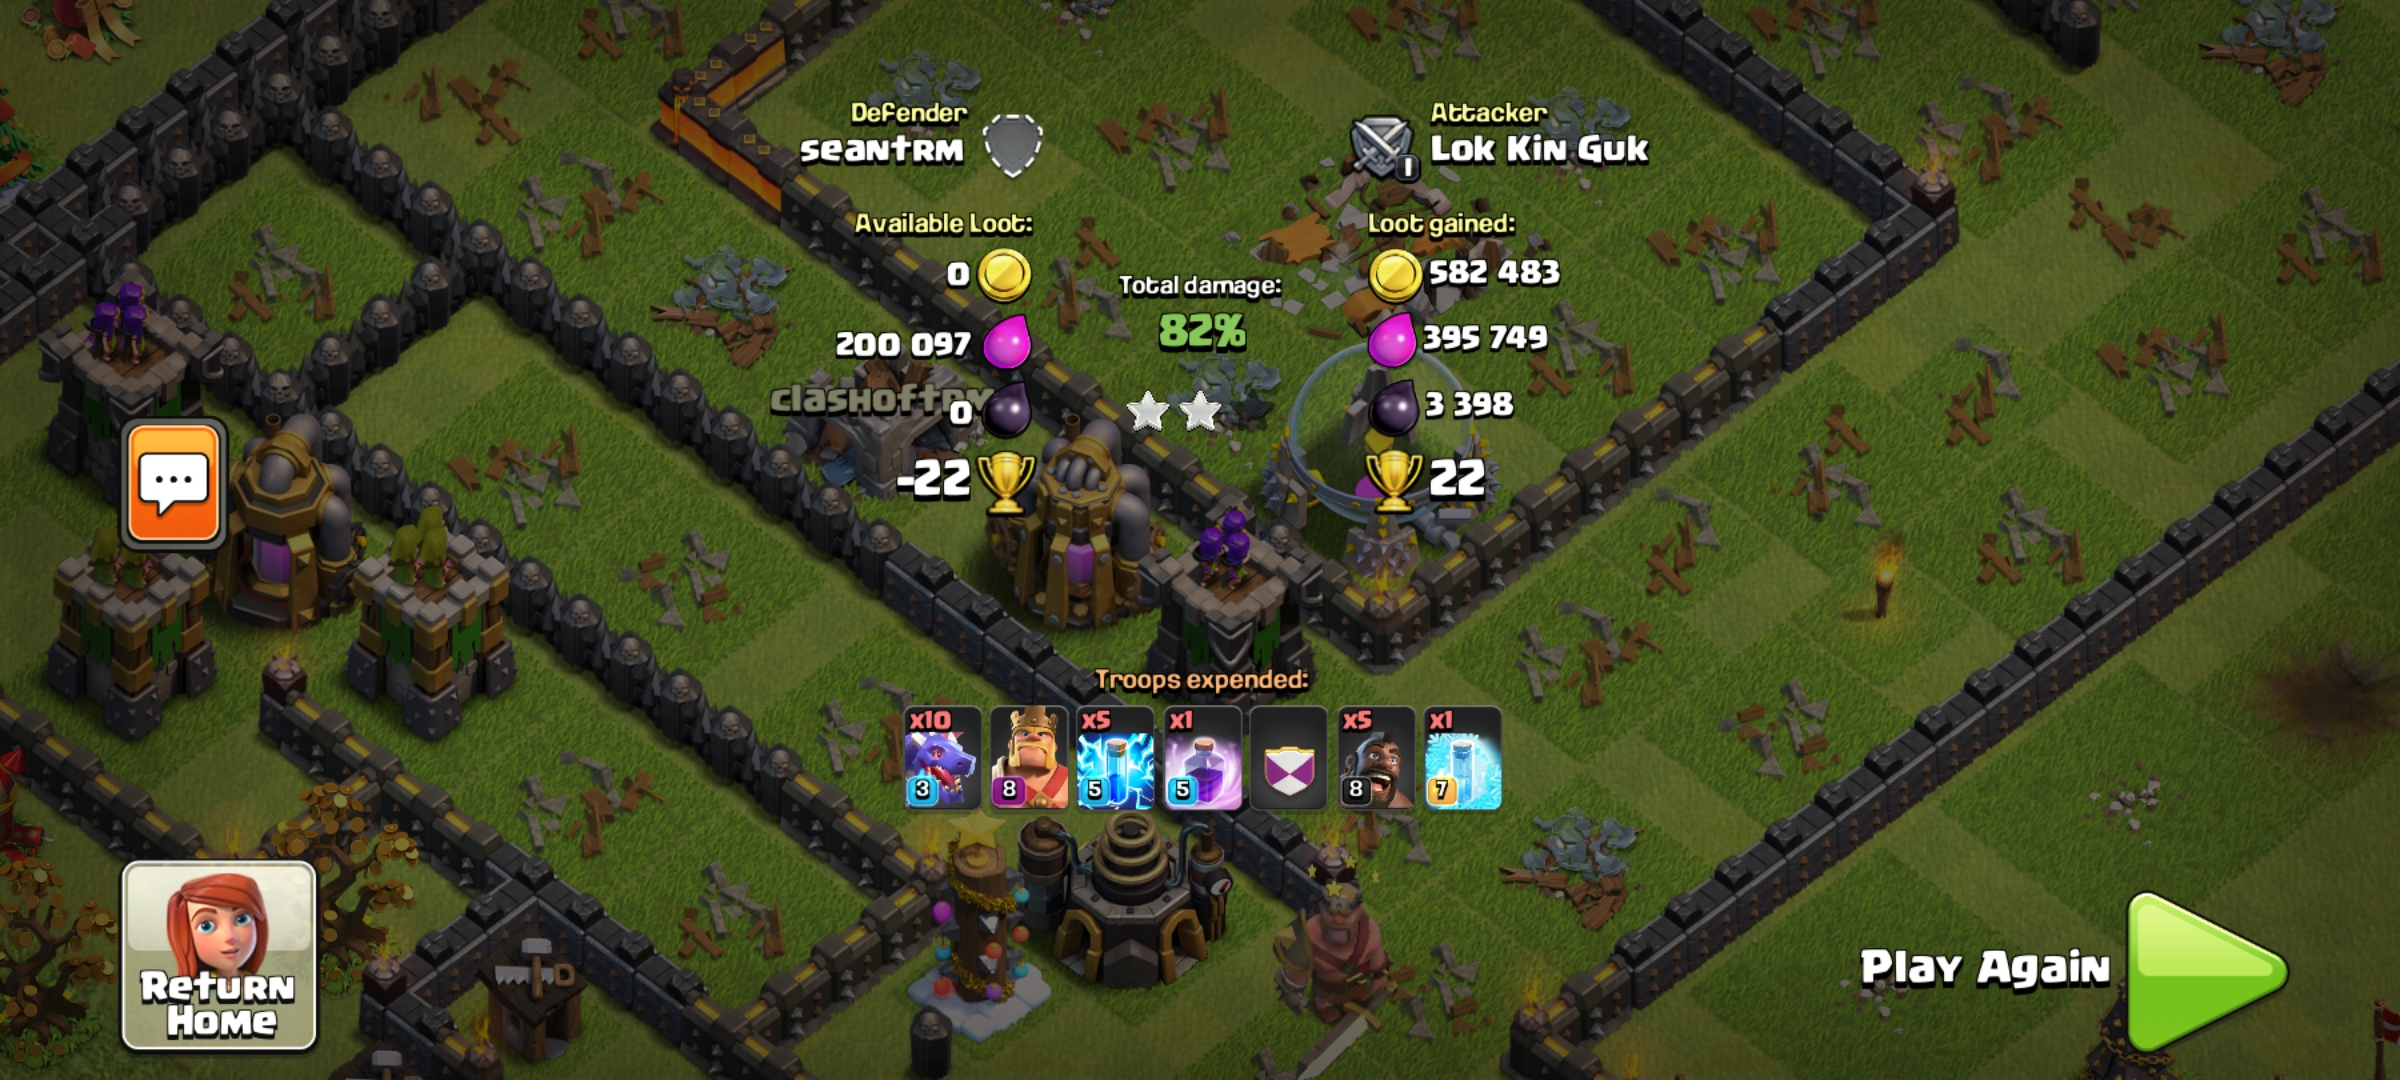 Defender
seantrm
Attacker
Lok Kin Guk
I
Available Loot:
Loot gained:
0
582 483
Total damage:
82%
200 097
395 749
clashoftry
0
3 398
-22
22
Troops expended:
x10
x5
x1
x5
x1
3
8
5
5
8
7
Return
Home
Play Again